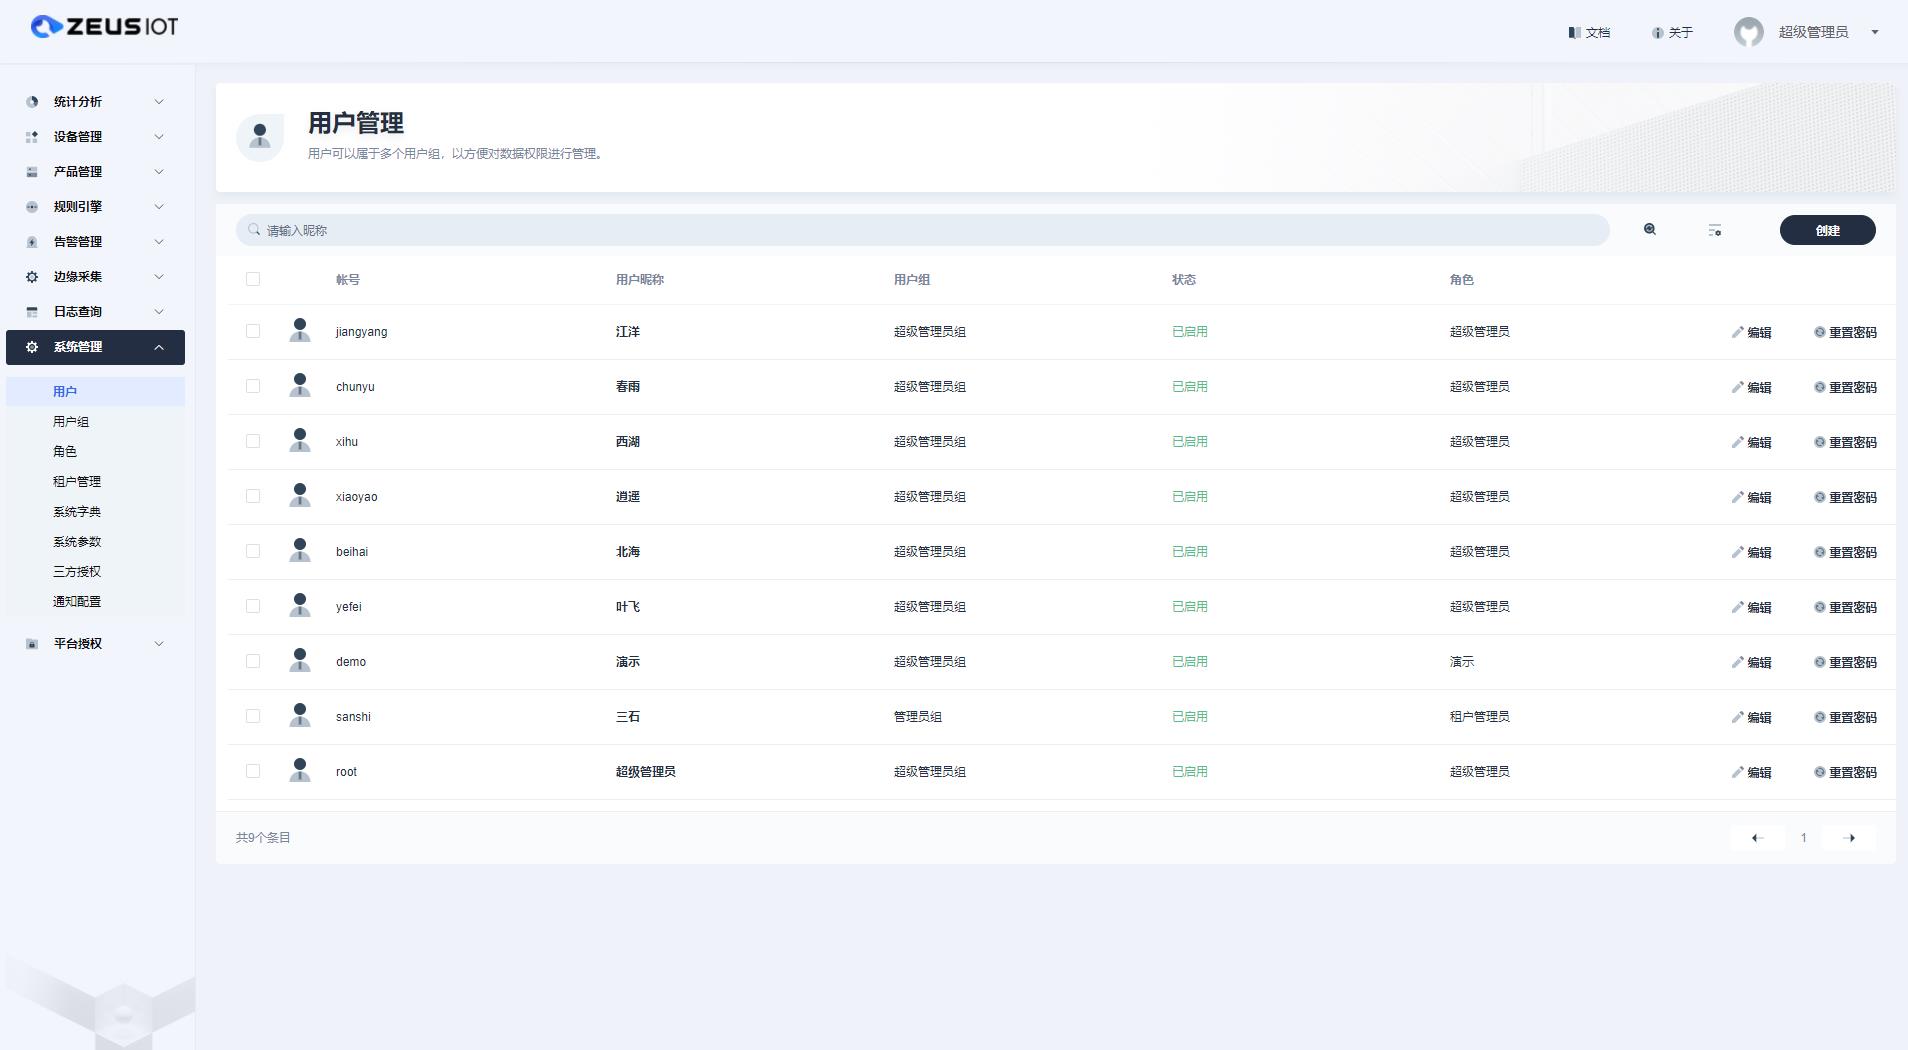 ZEUS IOT
文档
关于
超级管理员
统计分析
设备管理
产品管理
规则引擎
告警管理
边缘采集
日志查询
系统管理
用户
用户组
角色
租户管理
系统字典
系统参数
三方授权
通知配置
平台授权
用户管理
用户可以属于多个用户组，以方便对数据权限进行管理。
请输入昵称
创建
帐号 用户昵称 用户组 状态 角色
jiangyang 江洋 超级管理员组 已启用 超级管理员 编辑 重置密码
chunyu 春雨 超级管理员组 已启用 超级管理员 编辑 重置密码
xihu 西湖 超级管理员组 已启用 超级管理员 编辑 重置密码
xiaoyao 逍遥 超级管理员组 已启用 超级管理员 编辑 重置密码
beihai 北海 超级管理员组 已启用 超级管理员 编辑 重置密码
yefei 叶飞 超级管理员组 已启用 超级管理员 编辑 重置密码
demo 演示 超级管理员组 已启用 演示 编辑 重置密码
sanshi 三石 管理员组 已启用 租户管理员 编辑 重置密码
root 超级管理员 超级管理员组 已启用 超级管理员 编辑 重置密码
共9个条目
1